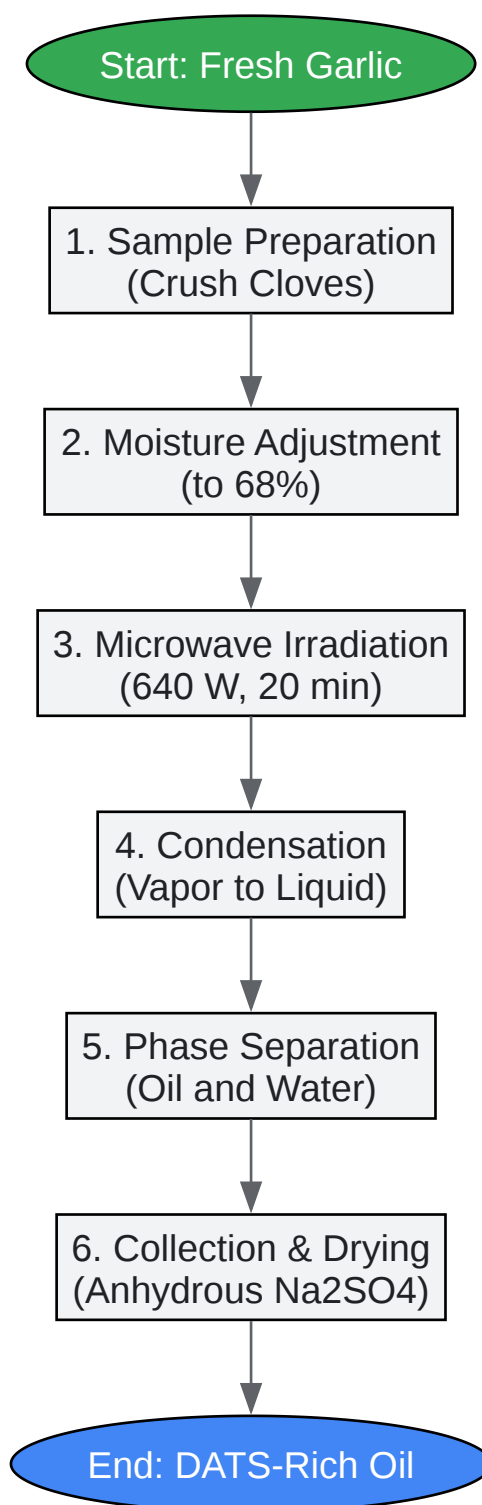 Start: Fresh Garlic
1. Sample Preparation
(Crush Cloves)
2. Moisture Adjustment
(to 68%)
3. Microwave Irradiation
(640 W, 20 min)
4. Condensation
(Vapor to Liquid)
5. Phase Separation
(Oil and Water)
6. Collection & Drying
(Anhydrous Na2SO4)
End: DATS-Rich Oil